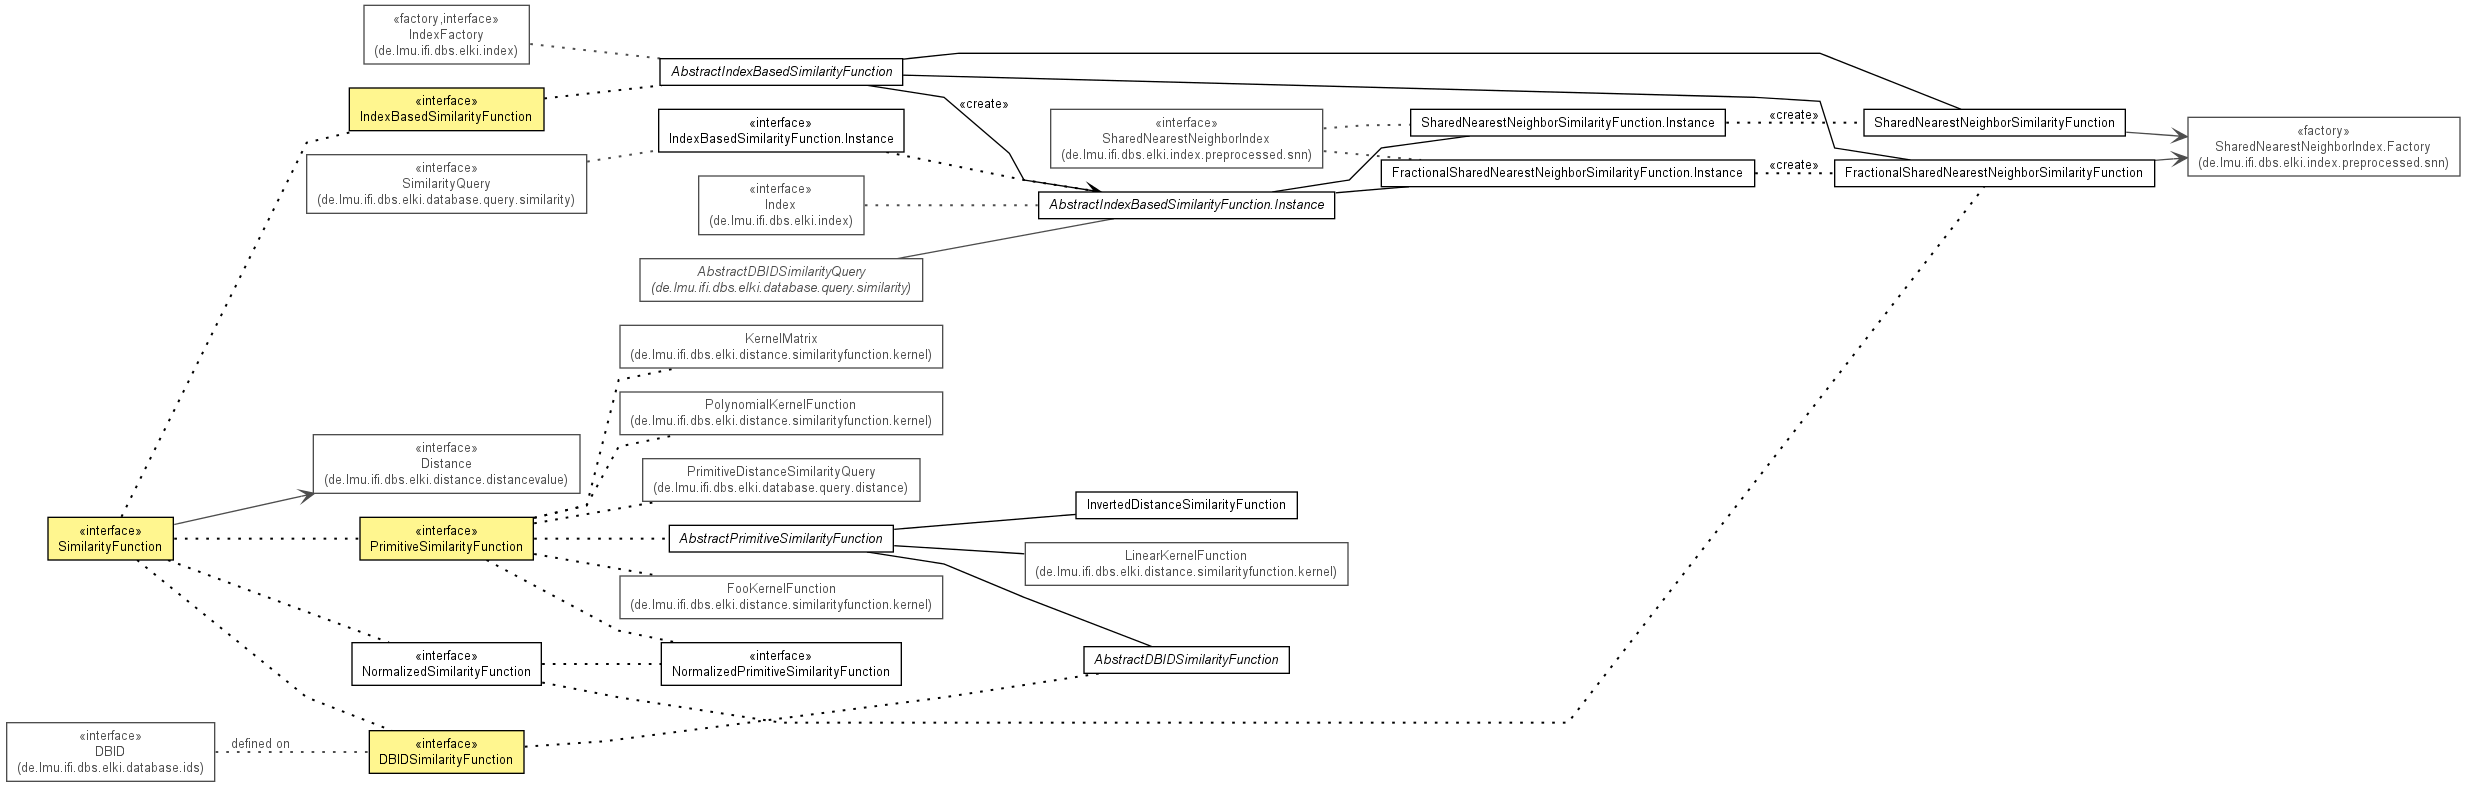 «factory,interface»
IndexFactory
(de.lmu.ifi.dbs.elki.index)
AbstractIndexBasedSimilarityFunction
«interface»
IndexBasedSimilarityFunction
«create»
«interface»
IndexBasedSimilarityFunction.Instance
«interface»
SharedNearestNeighborIndex
(de.lmu.ifi.dbs.elki.index.preprocessed.snn)
SharedNearestNeighborSimilarityFunction.Instance
«create»
SharedNearestNeighborSimilarityFunction
«factory»
SharedNearestNeighborIndex.Factory
(de.lmu.ifi.dbs.elki.index.preprocessed.snn)
«interface»
SimilarityQuery
(de.lmu.ifi.dbs.elki.database.query.similarity)
FractionalSharedNearestNeighborSimilarityFunction.Instance
«create»
FractionalSharedNearestNeighborSimilarityFunction
«interface»
Index
(de.lmu.ifi.dbs.elki.index)
AbstractIndexBasedSimilarityFunction.Instance
AbstractDBIDSimilarityQuery
(de.lmu.ifi.dbs.elki.database.query.similarity)
KernelMatrix
(de.lmu.ifi.dbs.elki.distance.similarityfunction.kernel)
PolynomialKernelFunction
(de.lmu.ifi.dbs.elki.distance.similarityfunction.kernel)
«interface»
Distance
(de.lmu.ifi.dbs.elki.distance.distancevalue)
PrimitiveDistanceSimilarityQuery
(de.lmu.ifi.dbs.elki.database.query.distance)
InvertedDistanceSimilarityFunction
«interface»
SimilarityFunction
«interface»
PrimitiveSimilarityFunction
AbstractPrimitiveSimilarityFunction
LinearKernelFunction
(de.lmu.ifi.dbs.elki.distance.similarityfunction.kernel)
FooKernelFunction
(de.lmu.ifi.dbs.elki.distance.similarityfunction.kernel)
«interface»
NormalizedSimilarityFunction
«interface»
NormalizedPrimitiveSimilarityFunction
AbstractDBIDSimilarityFunction
«interface»
DBID
(de.lmu.ifi.dbs.elki.database.ids)
defined on
«interface»
DBIDSimilarityFunction